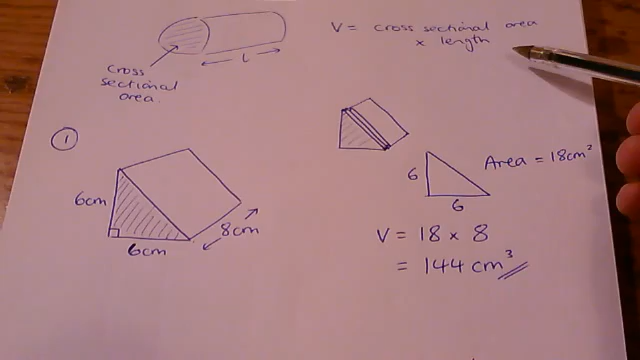 V = cross sectional area
× length
L
cross
sectional
area.
1
6cm
6cm
8cm
6
6
Area = 18cm²
V = 18 × 8
= 144 cm³